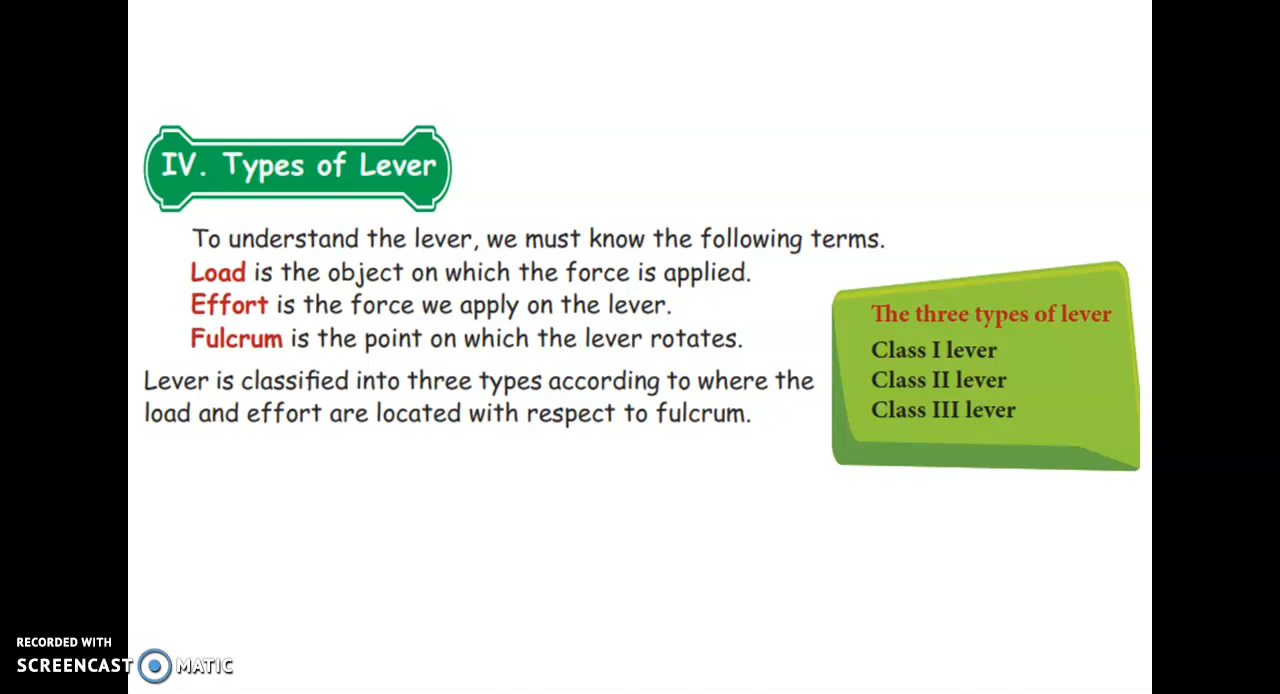 IV. Types of Lever
To understand the lever, we must know the following terms.
Load is the object on which the force is applied.
Effort is the force we apply on the lever.
Fulcrum is the point on which the lever rotates.
Lever is classified into three types according to where the
load and effort are located with respect to fulcrum.
The three types of lever
Class I lever
Class II lever
Class III lever
RECORDED WITH
SCREENCAST MATIC